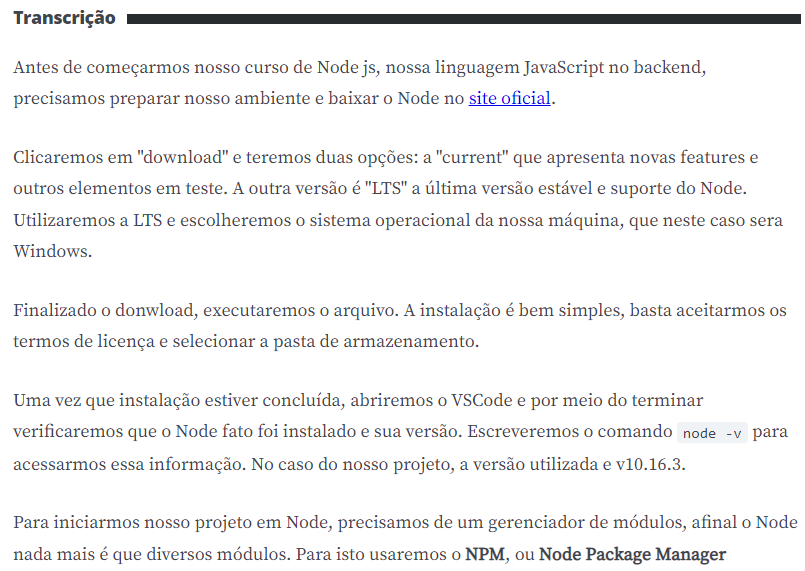 Transcrição
Antes de começarmos nosso curso de Node js, nossa linguagem JavaScript no backend,
precisamos preparar nosso ambiente e baixar o Node no site oficial.
Clicaremos em "download" e teremos duas opções: a "current" que apresenta novas features e
outros elementos em teste. A outra versão é "LTS" a última versão estável e suporte do Node.
Utilizaremos a LTS e escolheremos o sistema operacional da nossa máquina, que neste caso sera
Windows.
Finalizado o donwload, executaremos o arquivo. A instalação é bem simples, basta aceitarmos os
termos de licença e selecionar a pasta de armazenamento.
Uma vez que instalação estiver concluída, abriremos o VSCode e por meio do terminar
verificaremos que o Node fato foi instalado e sua versão. Escreveremos o comando node -v para
acessarmos essa informação. No caso do nosso projeto, a versão utilizada e v10.16.3.
Para iniciarmos nosso projeto em Node, precisamos de um gerenciador de módulos, afinal o Node
nada mais é que diversos módulos. Para isto usaremos o NPM, ou Node Package Manager